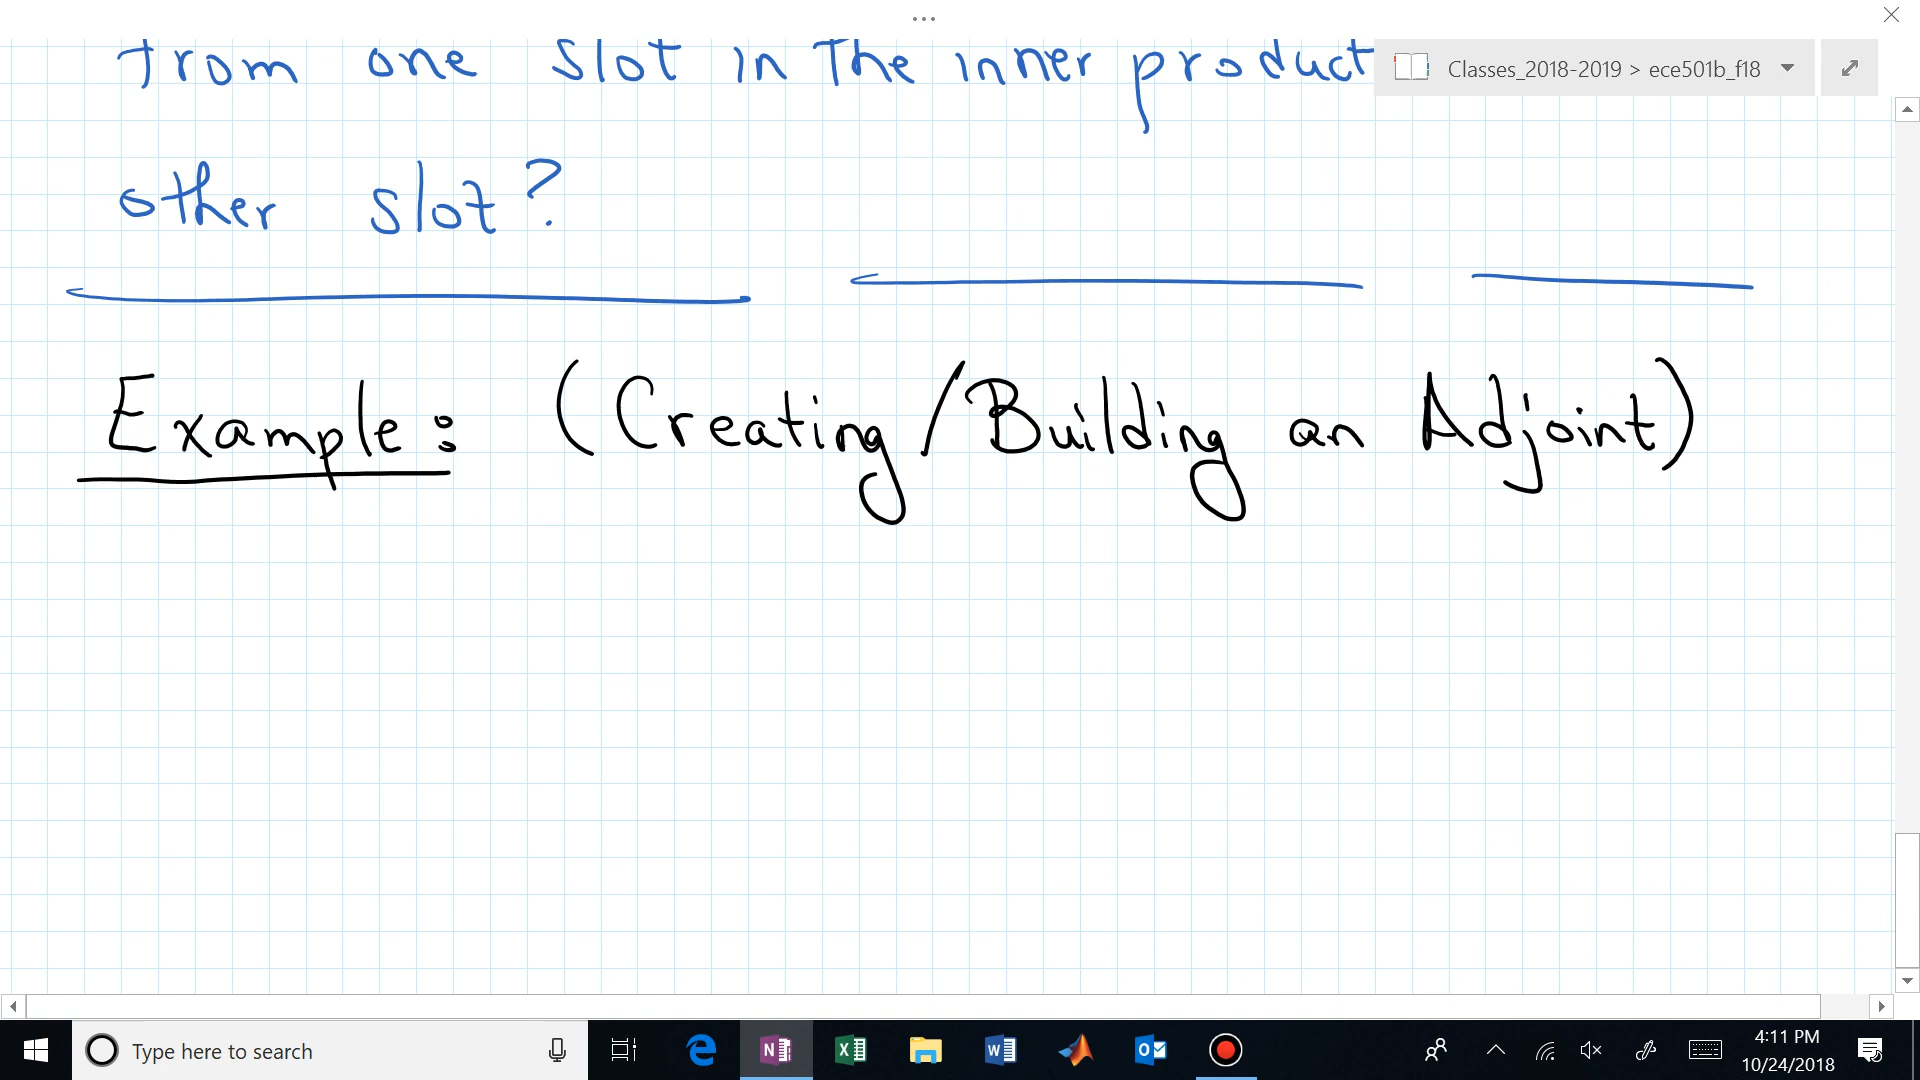 from one slot in the inner product
Classes_2018-2019 > ece501b_f18
other slot?
Example: (Creating/Building an Adjoint)
Type here to search
4:11 PM
10/24/2018